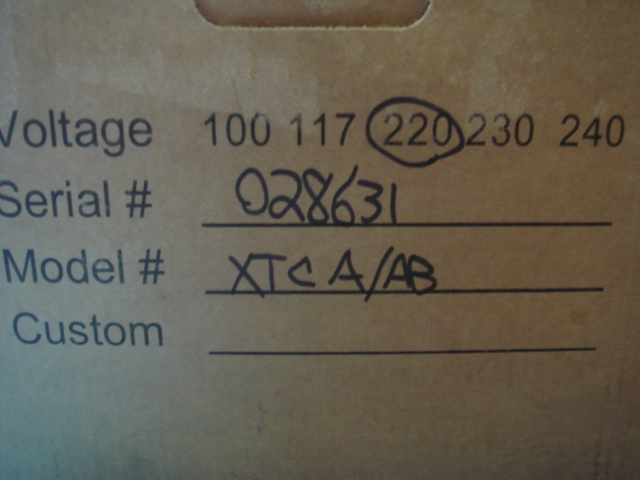 Voltage 100 117 220 230 240
Serial # 028631
Model # XTC A/AB
Custom